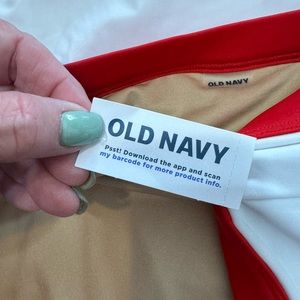 OLD NAVY
OLD NAVY
Psst! Download the app and scan
my barcode for more product info.